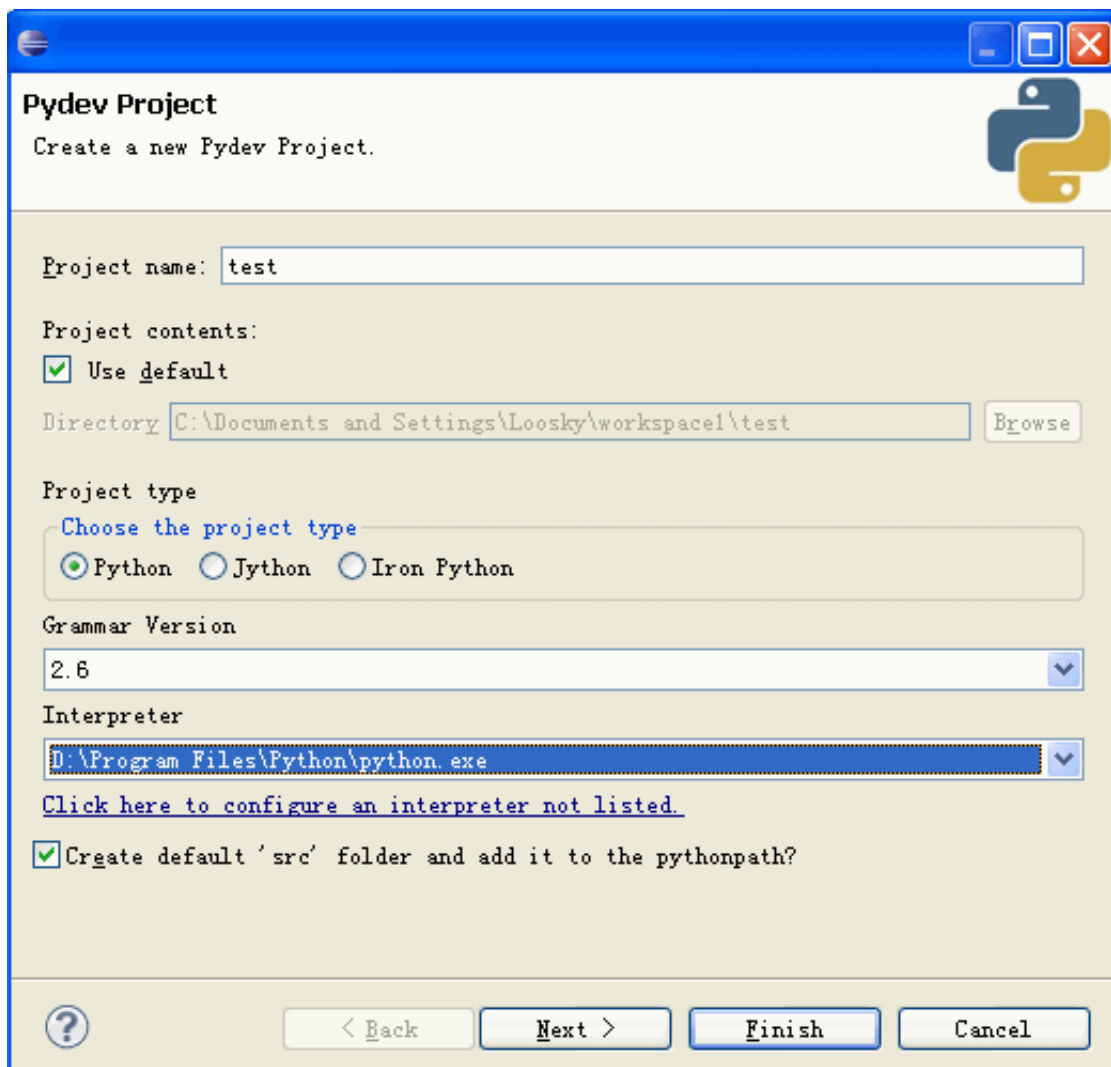 Pydev Project
Create a new Pydev Project.
Project name: test
Project contents:
Use default
Directory C:\Documents and Settings\Loosky\workspace1\test Browse
Project type
Choose the project type
Python Jython Iron Python
Grammar Version
2.6
Interpreter
D:\Program Files\Python\python.exe
Click here to configure an interpreter not listed.
Create default 'src' folder and add it to the pythonpath?
? < Back Next > Finish Cancel